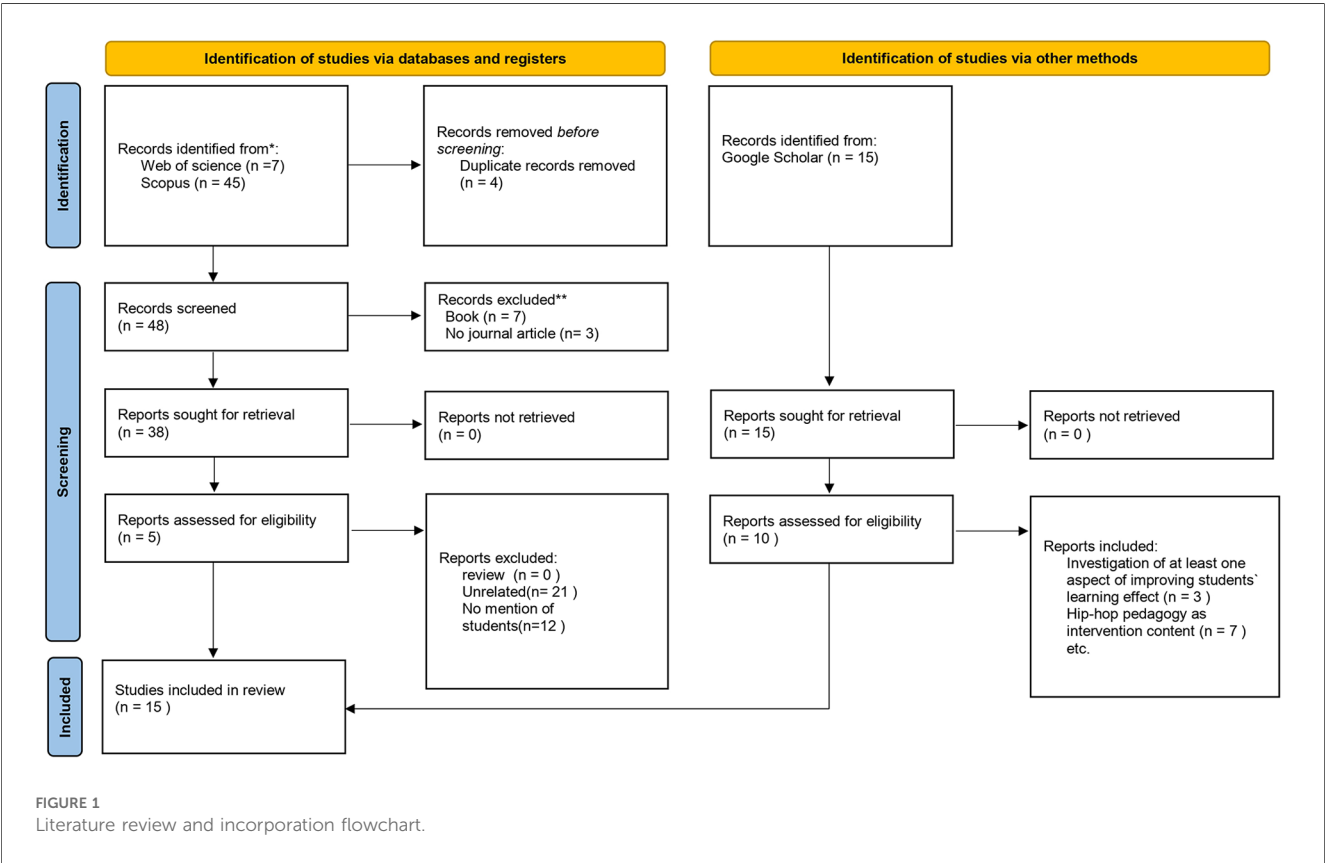 Identification of studies via databases and registers
Identification of studies via other methods
Identification
Records identified from*:
Web of science (n =7)
Scopus (n = 45)
Records removed before
screening:
Duplicate records removed
(n = 4)
Records identified from:
Google Scholar (n = 15)
Screening
Records screened
(n = 48)
Records excluded**
Book (n = 7)
No journal article (n= 3)
Reports sought for retrieval
(n = 38)
Reports not retrieved
(n = 0)
Reports sought for retrieval
(n = 15)
Reports not retrieved
(n = 0 )
Reports assessed for eligibility
(n = 5)
Reports excluded:
review (n = 0 )
Unrelated(n= 21 )
No mention of
students(n=12 )
Reports assessed for eligibility
(n = 10 )
Reports included:
Investigation of at least one
aspect of improving students`
learning effect (n = 3 )
Hip-hop pedagogy as
intervention content (n = 7 )
etc.
Included
Studies included in review
(n = 15 )
FIGURE 1
Literature review and incorporation flowchart.